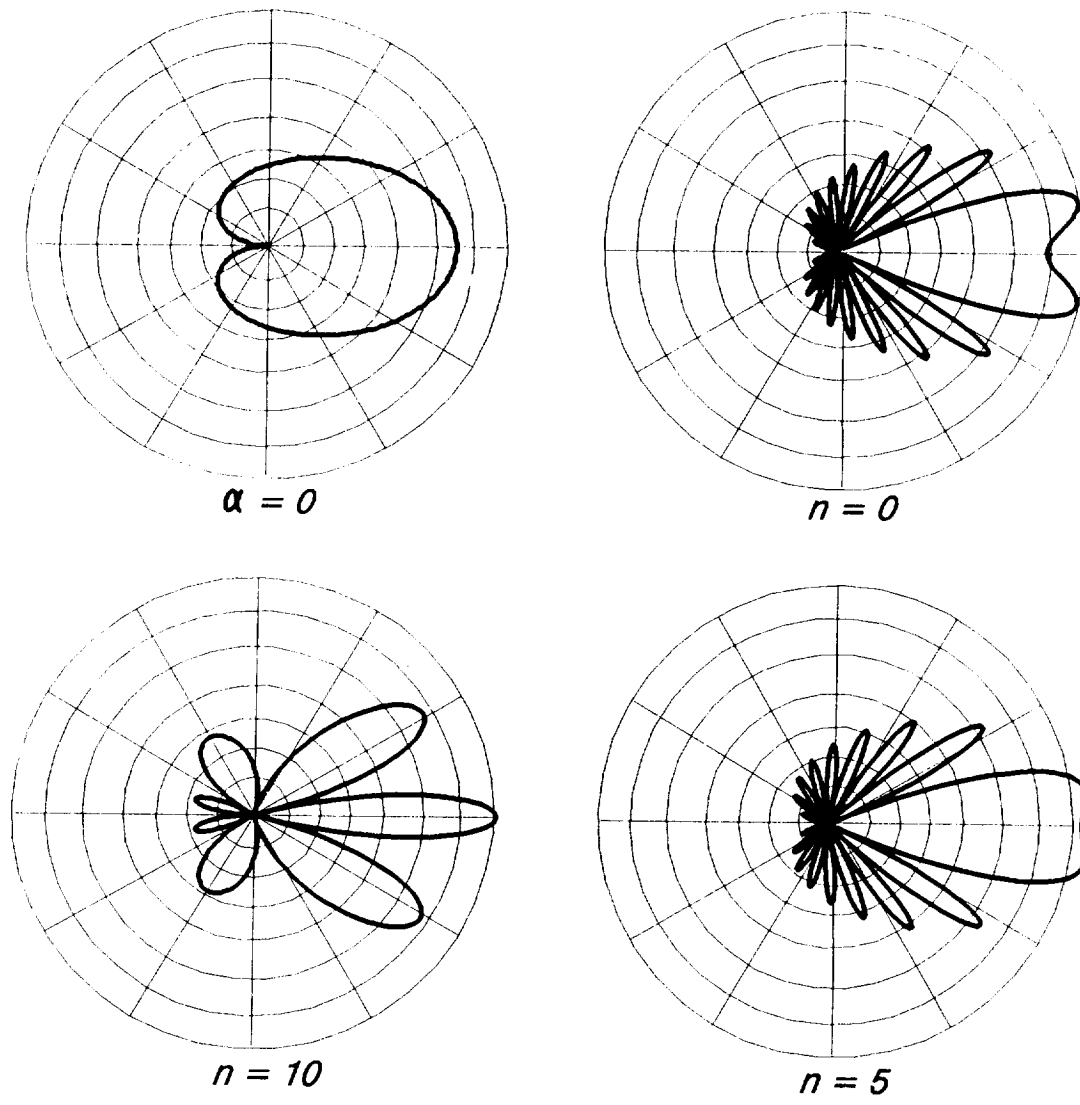 α = 0
n = 0
n = 10
n = 5